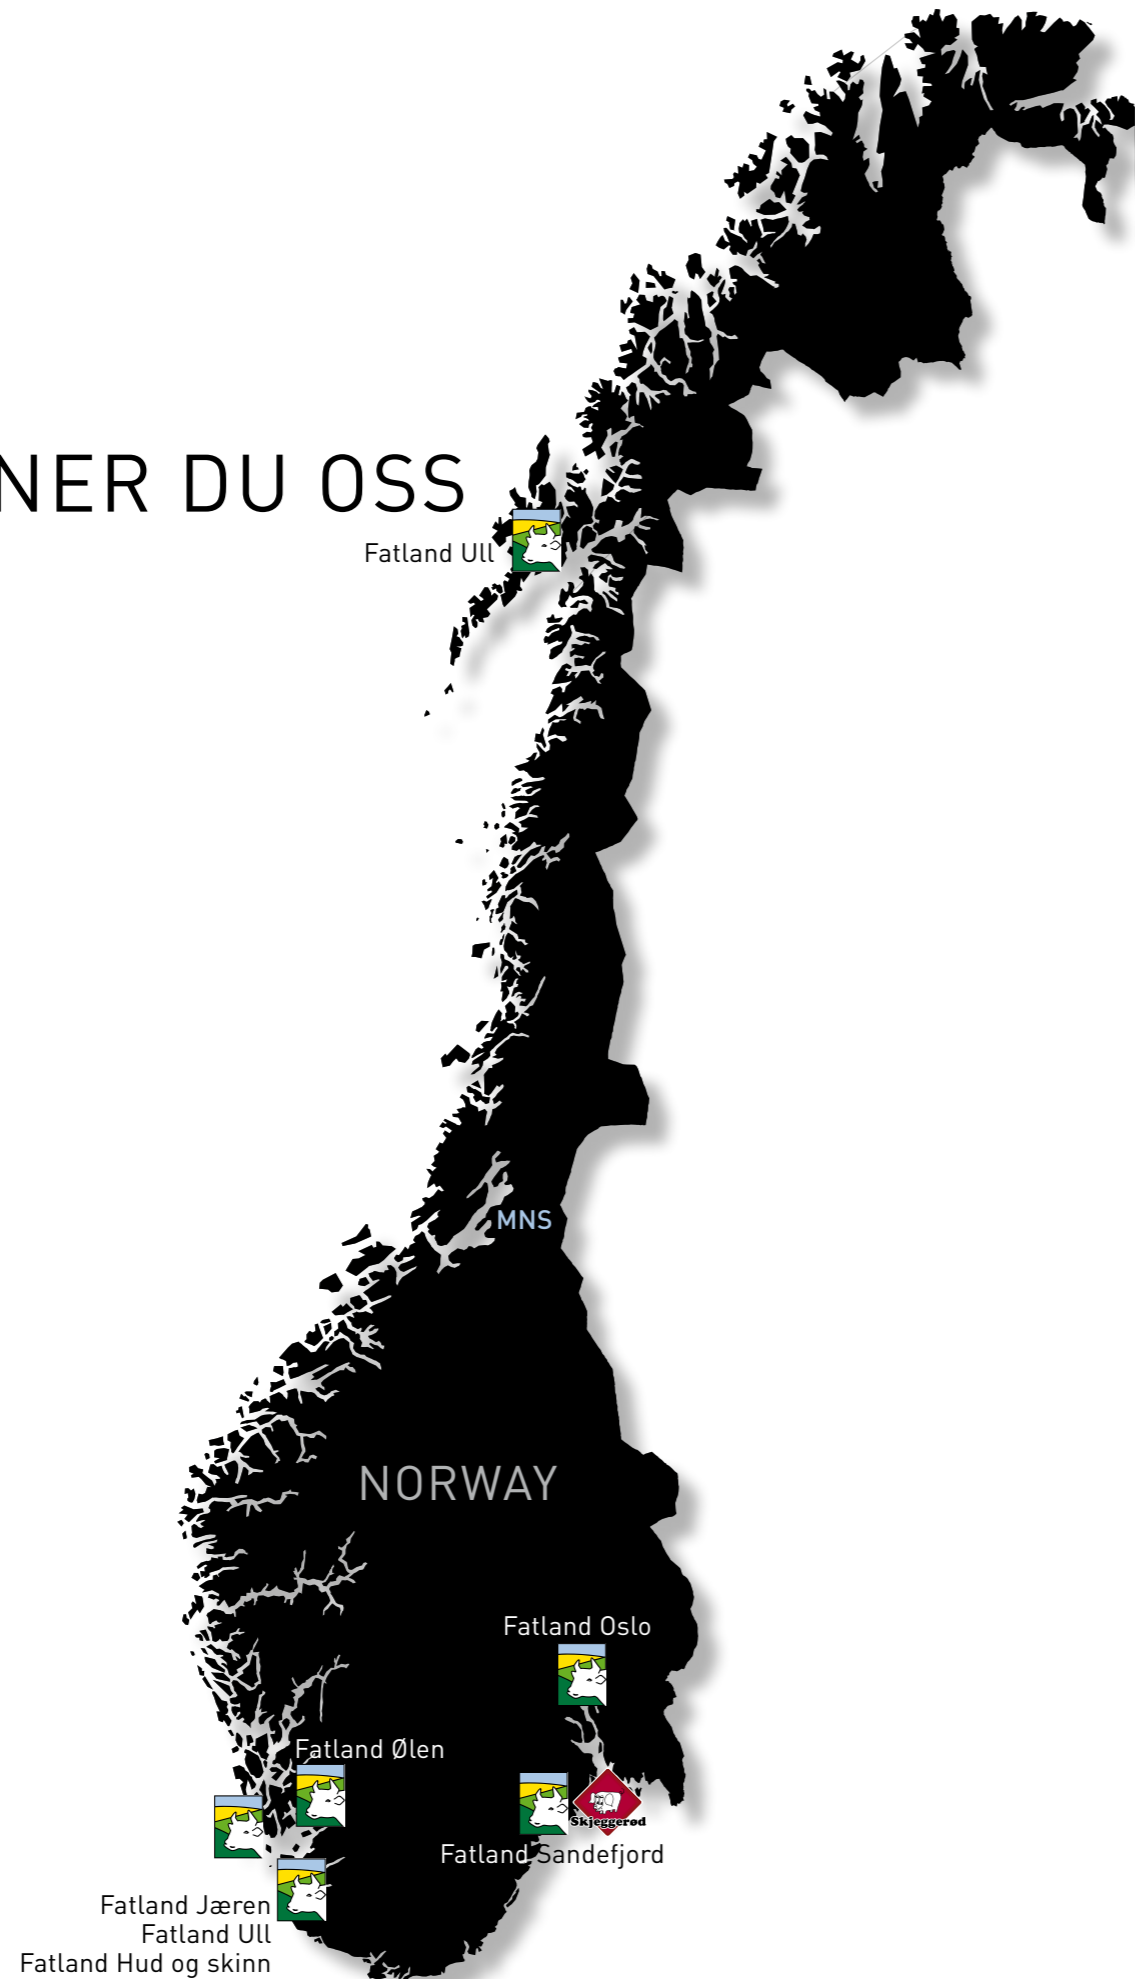 NER DU OSS
Fatland Ull
MNS
NORWAY
Fatland Oslo
Fatland Ølen
Skjeggerød
Fatland Sandefjord
Fatland Jæren
Fatland Ull
Fatland Hud og skinn